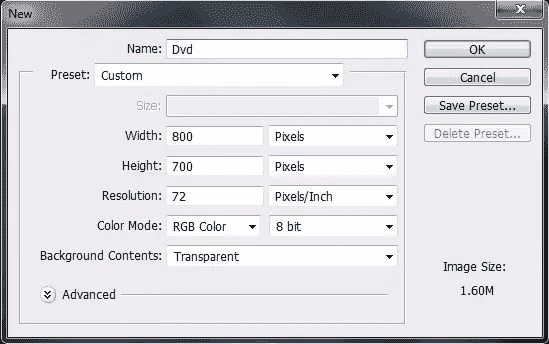 New
Name: Dvd
OK
Preset: Custom
Cancel
Size:
Save Preset...
Width: 800 Pixels
Delete Preset...
Height: 700 Pixels
Resolution: 72 Pixels/Inch
Color Mode: RGB Color 8 bit
Background Contents: Transparent
Image Size:
Advanced
1.60M